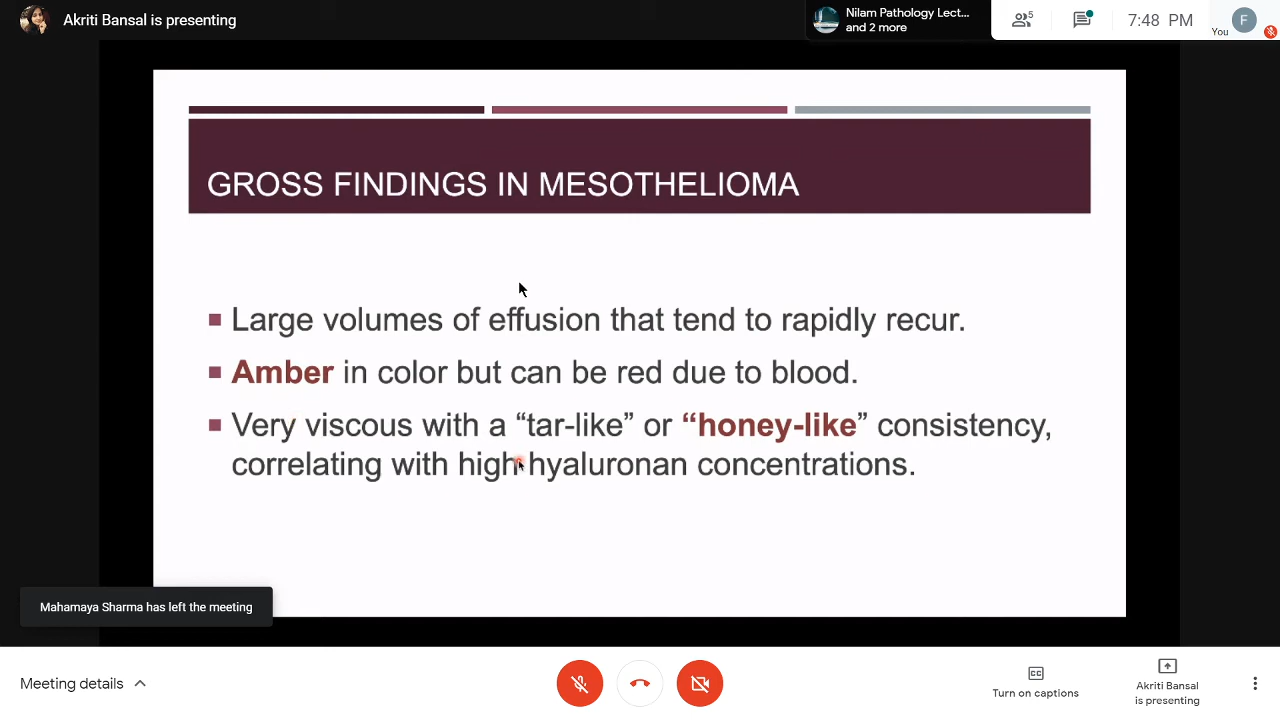 Akriti Bansal is presenting
Nilam Pathology Lect...
and 2 more
5
7:48 PM
You
F
GROSS FINDINGS IN MESOTHELIOMA
Large volumes of effusion that tend to rapidly recur.
Amber in color but can be red due to blood.
Very viscous with a “tar-like” or “honey-like” consistency,
correlating with high hyaluronan concentrations.
Mahamaya Sharma has left the meeting
Meeting details
CC
Turn on captions
Akriti Bansal
is presenting